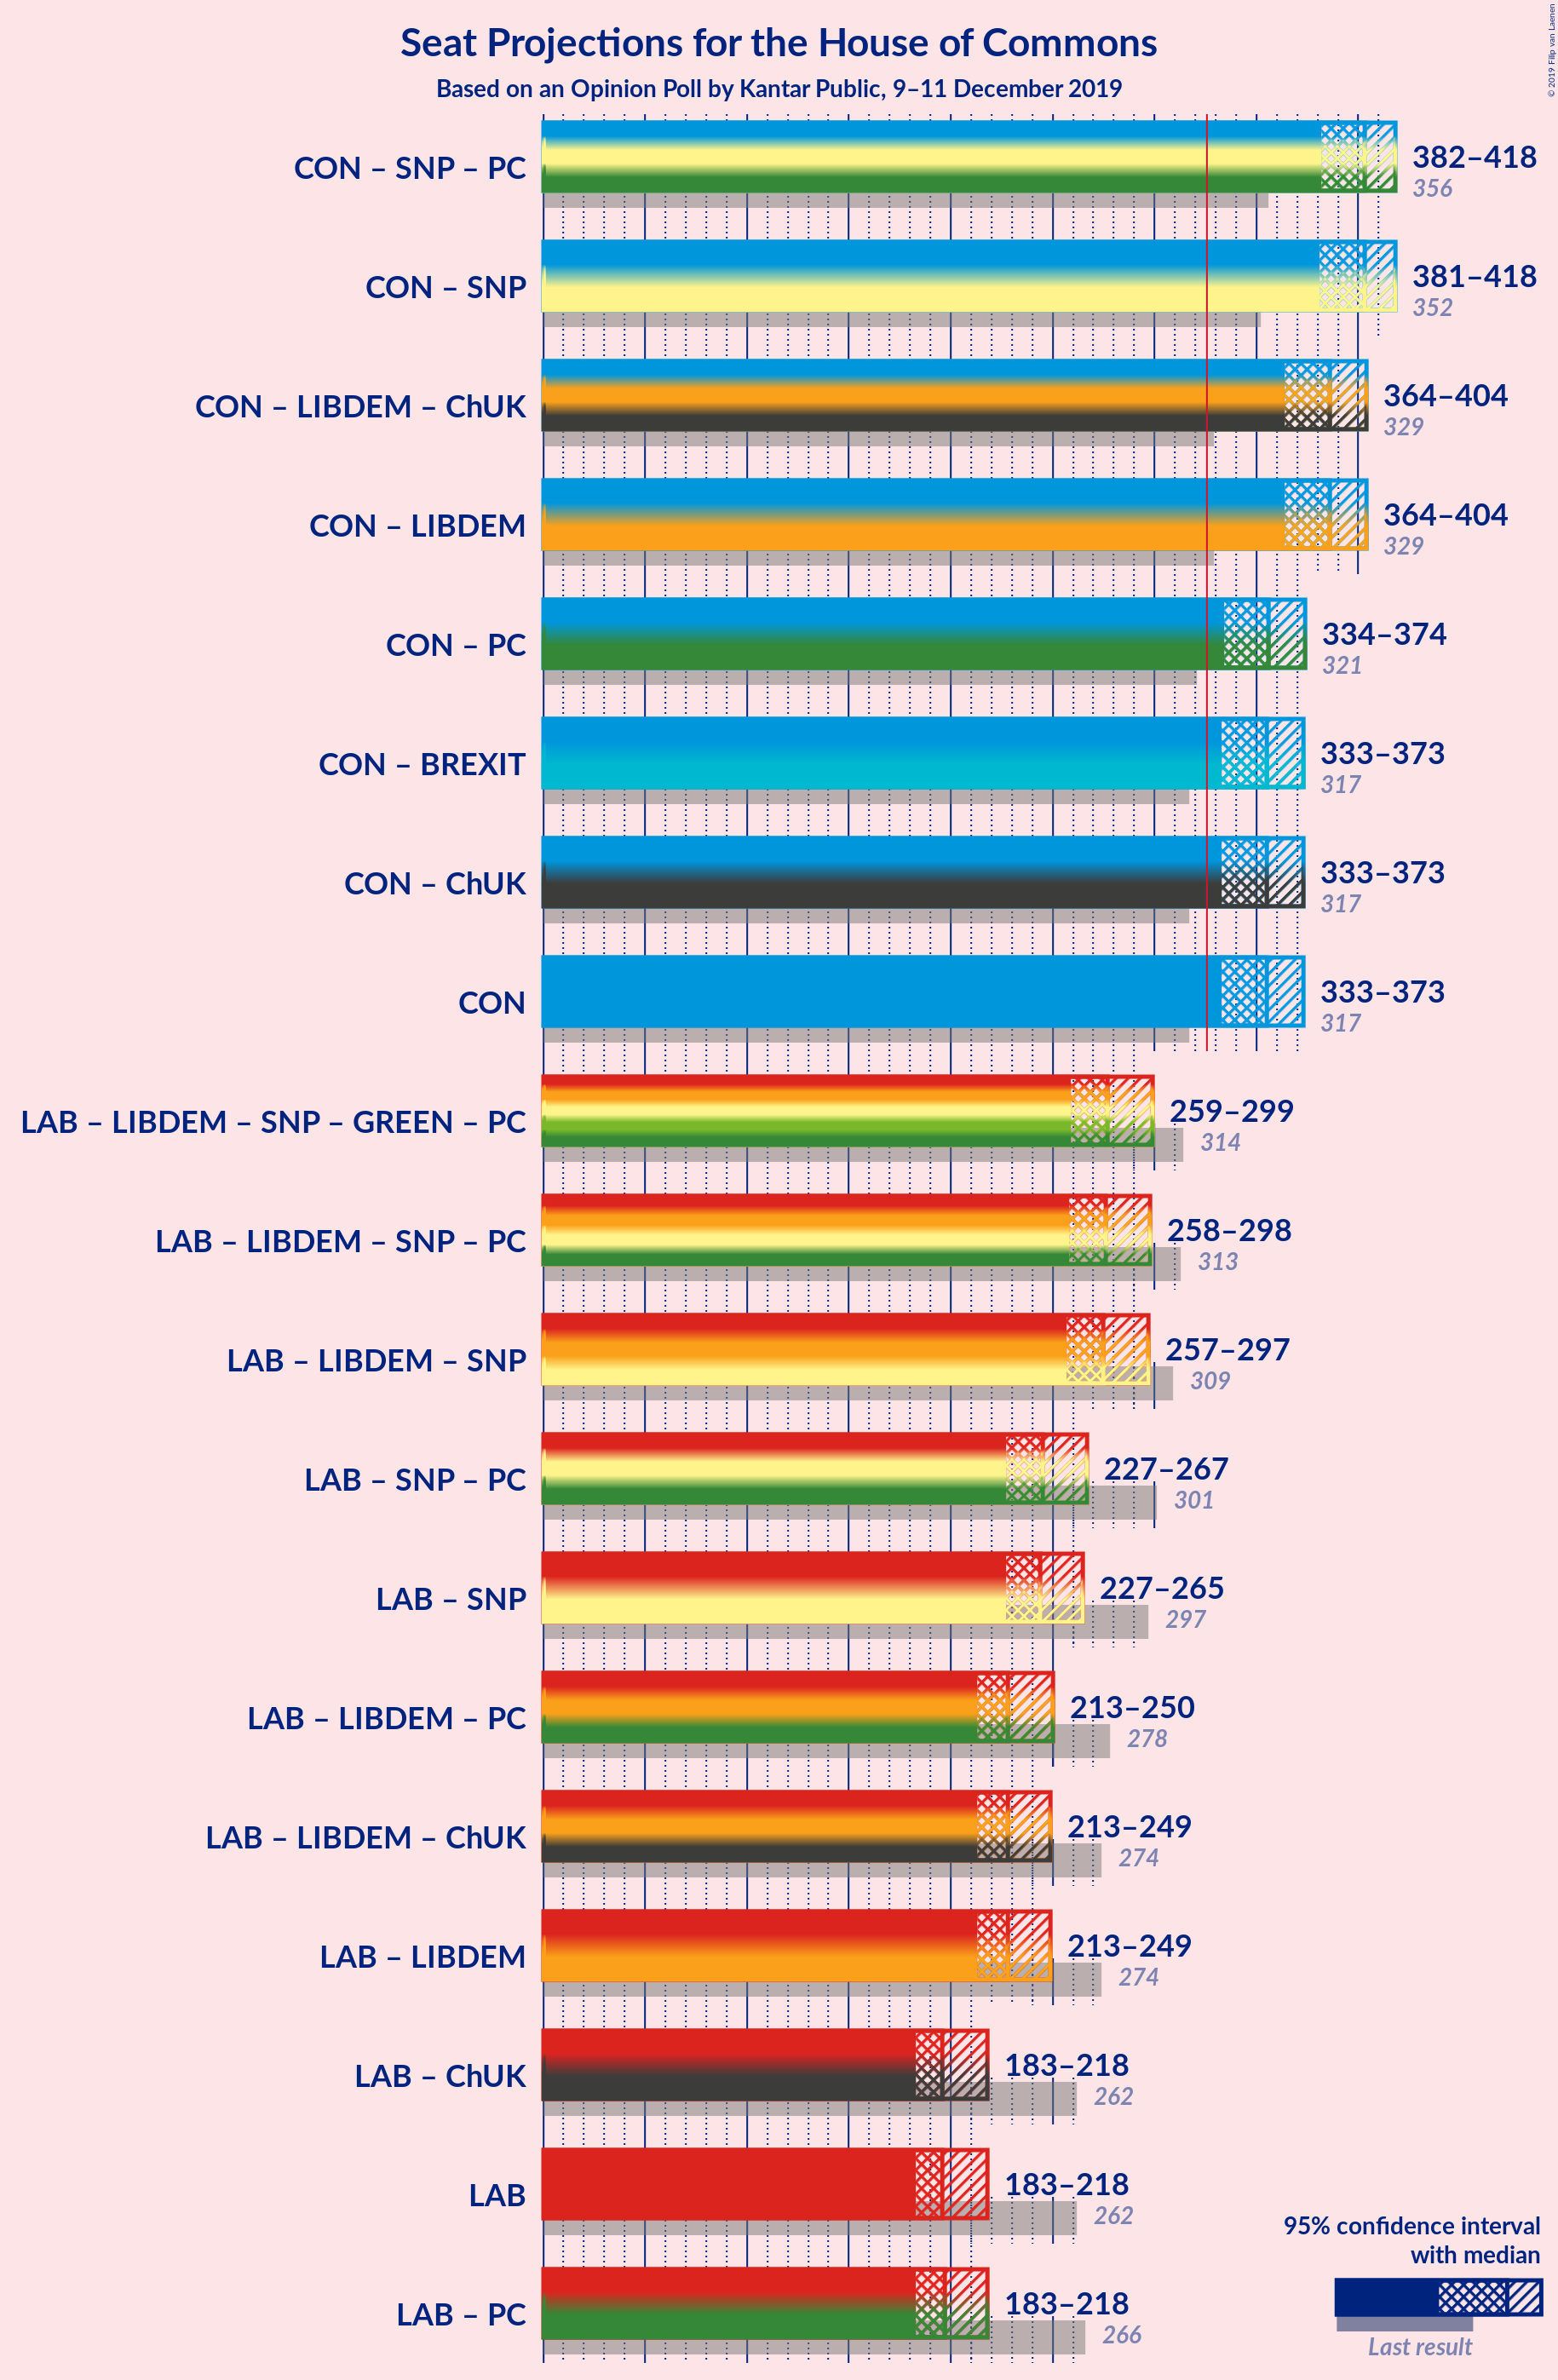 Seat Projections for the House of Commons
Based on an Opinion Poll by Kantar Public, 9–11 December 2019
© 2019 Filip van Laenen
CON – SNP – PC
382–418
356
CON – SNP
381–418
352
CON – LIBDEM – ChUK
364–404
329
CON – LIBDEM
364–404
329
CON – PC
334–374
321
CON – BREXIT
333–373
317
CON – ChUK
333–373
317
CON
333–373
317
LAB – LIBDEM – SNP – GREEN – PC
259–299
314
LAB – LIBDEM – SNP – PC
258–298
313
LAB – LIBDEM – SNP
257–297
309
LAB – SNP – PC
227–267
301
LAB – SNP
227–265
297
LAB – LIBDEM – PC
213–250
278
LAB – LIBDEM – ChUK
213–249
274
LAB – LIBDEM
213–249
274
LAB – ChUK
183–218
262
LAB
183–218
262
LAB – PC
183–218
266
95% confidence interval
with median
Last result